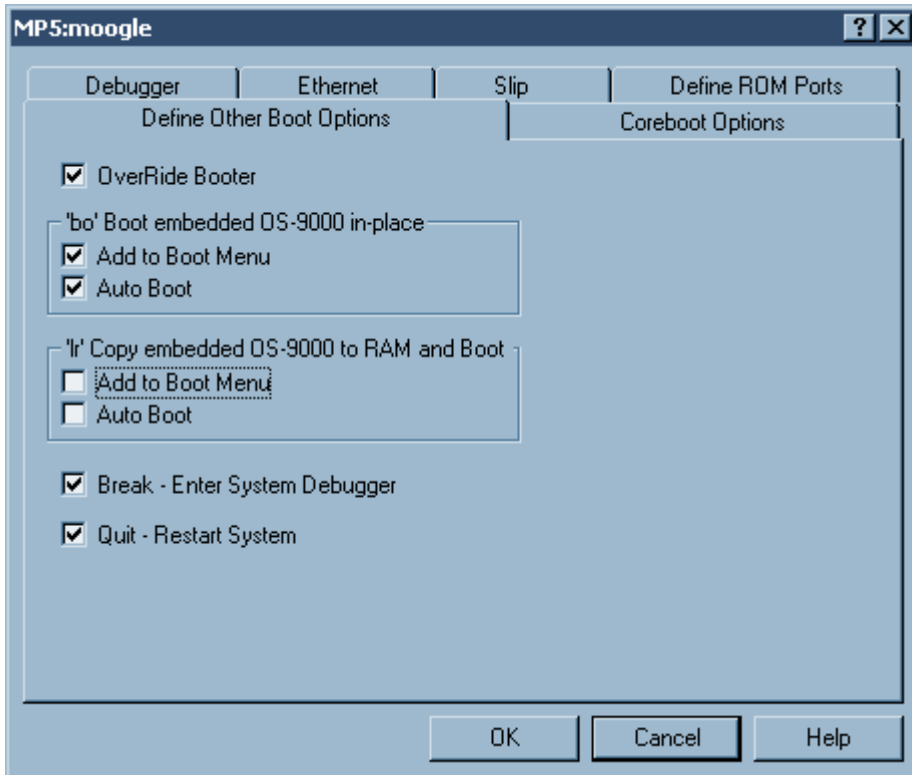 MP5:moogle
Debugger Ethernet Slip Define ROM Ports
Define Other Boot Options Coreboot Options
OverRide Booter
'bo' Boot embedded OS-9000 in-place
Add to Boot Menu
Auto Boot
'lr' Copy embedded OS-9000 to RAM and Boot
Add to Boot Menu
Auto Boot
Break - Enter System Debugger
Quit - Restart System
OK Cancel Help